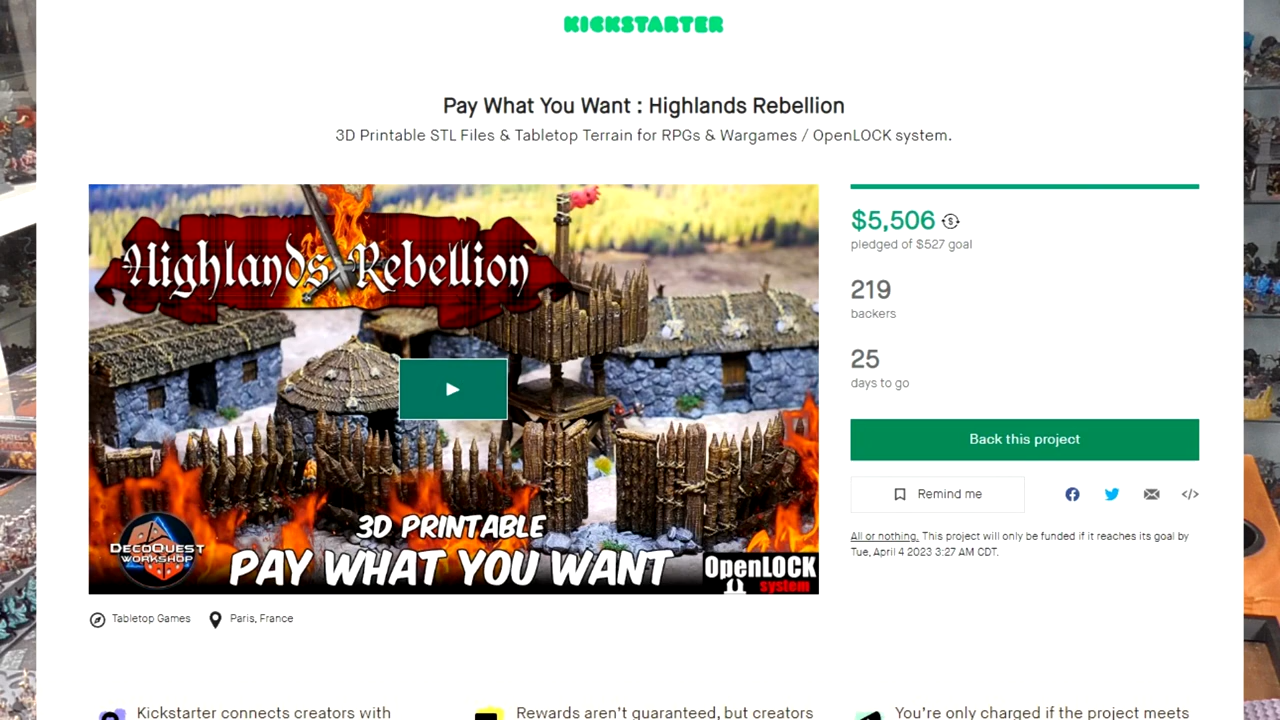 KICKSTARTER
Pay What You Want : Highlands Rebellion
3D Printable STL Files & Tabletop Terrain for RPGs & Wargames / OpenLOCK system.
Highlands Rebellion
3D PRINTABLE
PAY WHAT YOU WANT
DECOQUEST
WORKSHOP
OpenLOCK
system
$5,506
pledged of $527 goal
219
backers
25
days to go
Back this project
Remind me
</>
All or nothing. This project will only be funded if it reaches its goal by
Tue, April 4 2023 3:27 AM CDT.
Tabletop Games
Paris, France
Kickstarter connects creators with
Rewards aren't guaranteed, but creators
You're only charged if the project meets